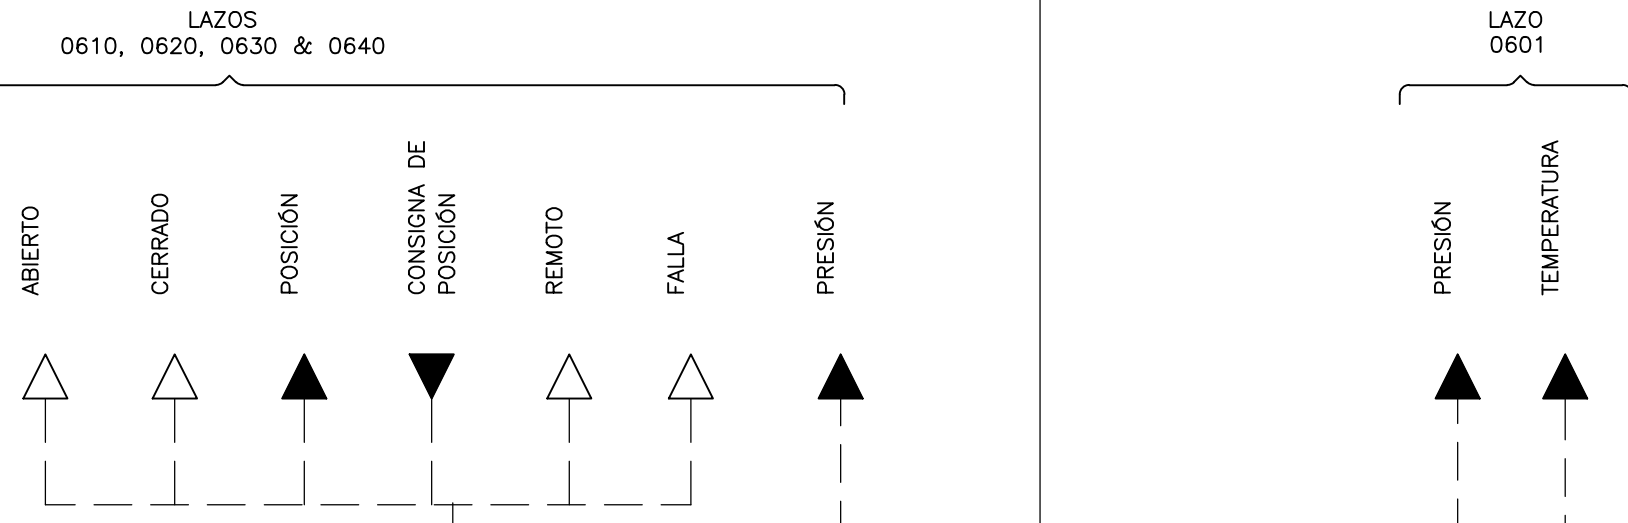 LAZOS
0610, 0620, 0630 & 0640
ABIERTO
CERRADO
POSICIÓN
CONSIGNA DE
POSICIÓN
REMOTO
FALLA
PRESIÓN
LAZO
0601
PRESIÓN
TEMPERATURA